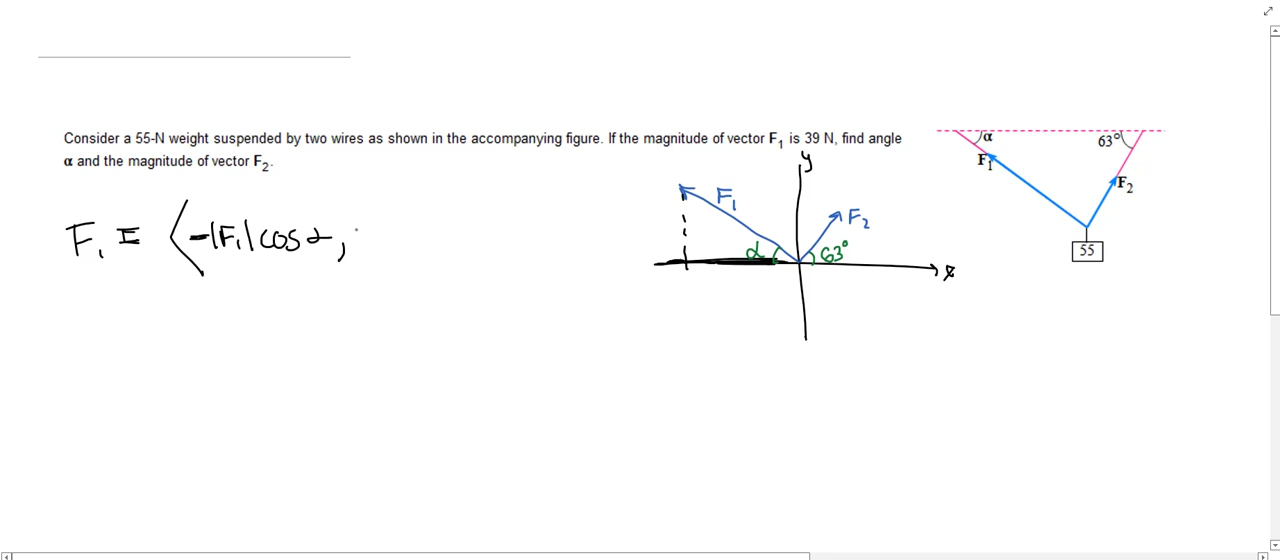 Consider a 55-N weight suspended by two wires as shown in the accompanying figure. If the magnitude of vector F₁ is 39 N, find angle
α and the magnitude of vector F₂.
α
63°
F₁
F₂
55
y
F₁
F₂
α
63°
x
F₁ = ⟨-|F₁| cos α,